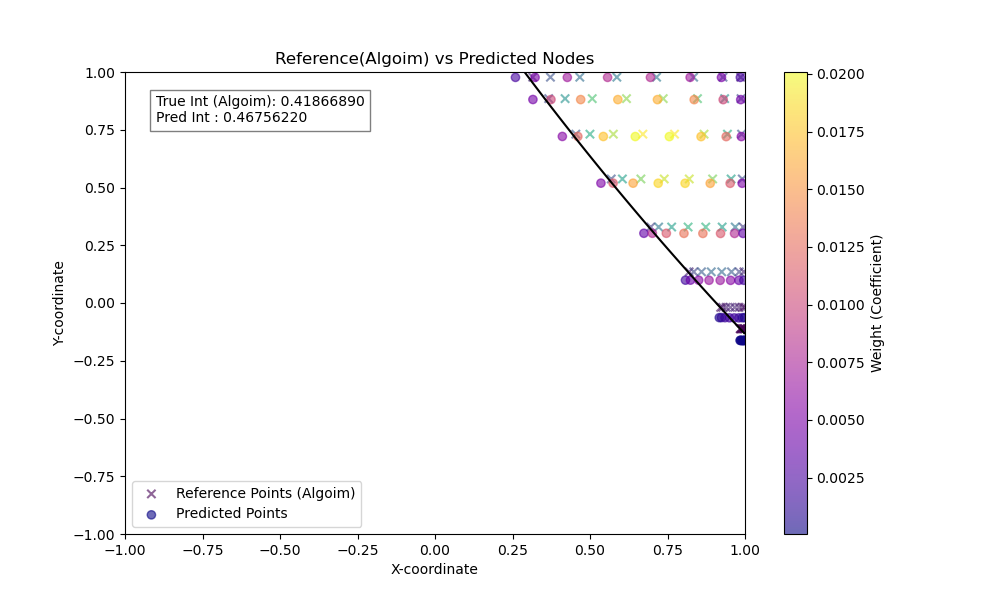 Reference(Algoim) vs Predicted Nodes
True Int (Algoim): 0.41866890
Pred Int : 0.46756220
1.00
0.75
0.50
0.25
0.00
−0.25
−0.50
−0.75
−1.00
Y-coordinate
Reference Points (Algoim)
Predicted Points
−1.00 −0.75 −0.50 −0.25 0.00 0.25 0.50 0.75 1.00
X-coordinate
0.0200
0.0175
0.0150
0.0125
0.0100
0.0075
0.0050
0.0025
Weight (Coefficient)